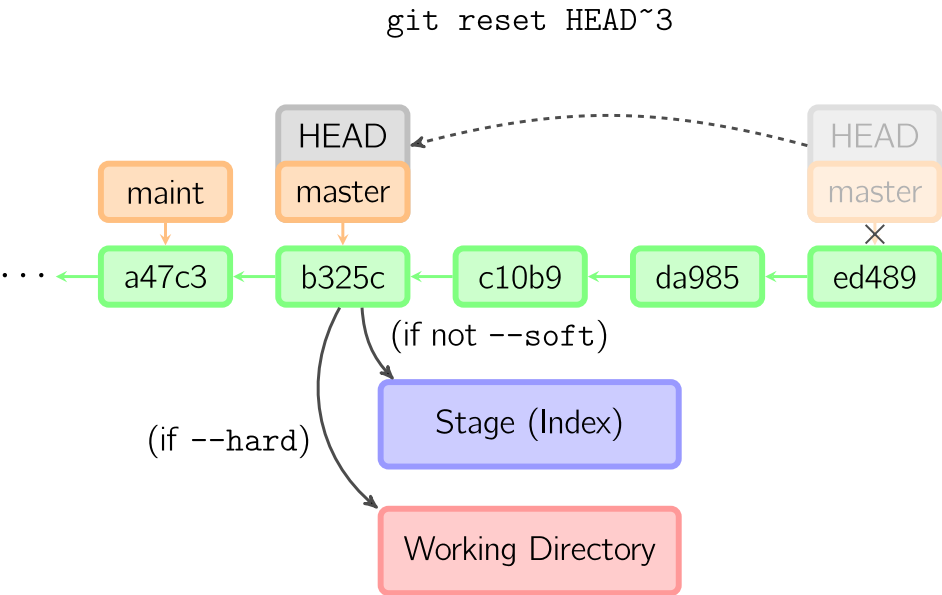 git reset HEAD~3
HEAD
HEAD
maint
master
master
...
a47c3
b325c
c10b9
da985
ed489
(if not --soft)
Stage (Index)
(if --hard)
Working Directory